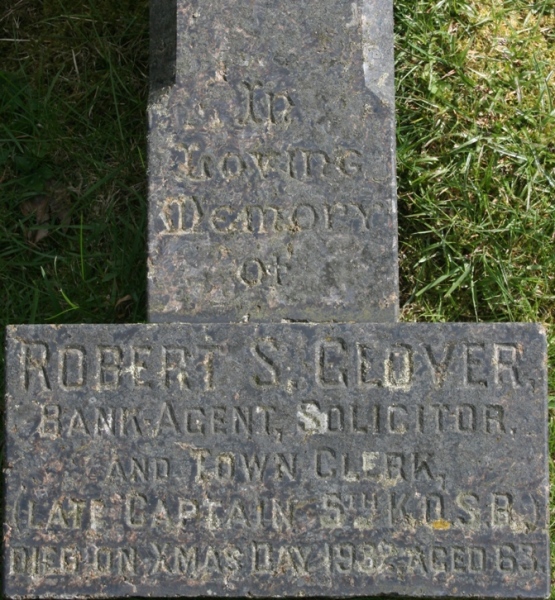 In
Loving
Memory
of
ROBERT S. GLOVER,
BANK-AGENT, SOLICITOR.
AND TOWN CLERK,
(LATE CAPTAIN 5TH K.O.S.B.)
DIED ON XMAS DAY 1932, AGED 63.